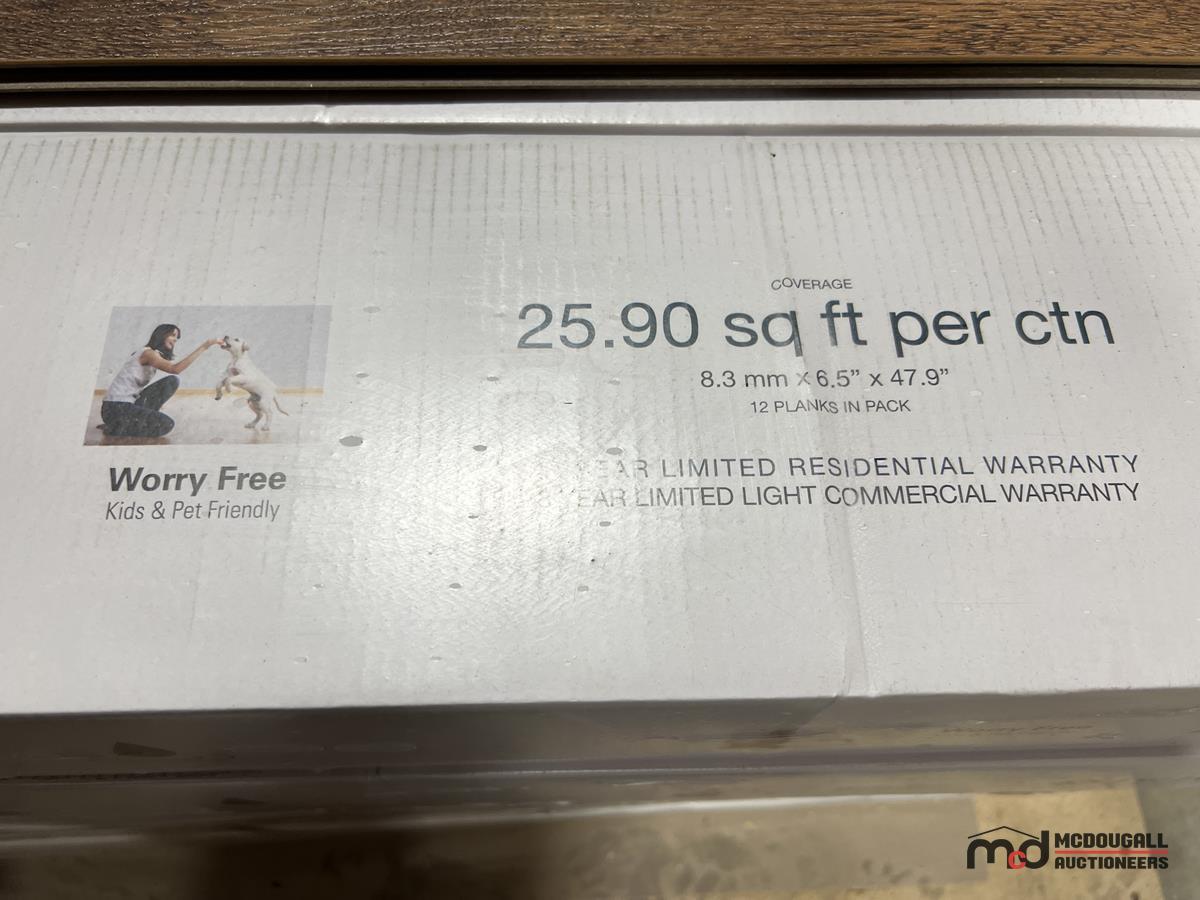 COVERAGE
25.90 sq ft per ctn
8.3 mm x 6.5" x 47.9"
12 PLANKS IN PACK
LIMITED RESIDENTIAL WARRANTY
LIMITED LIGHT COMMERCIAL WARRANTY
Worry Free
Kids & Pet Friendly
mcd MCDOUGALL
AUCTIONEERS